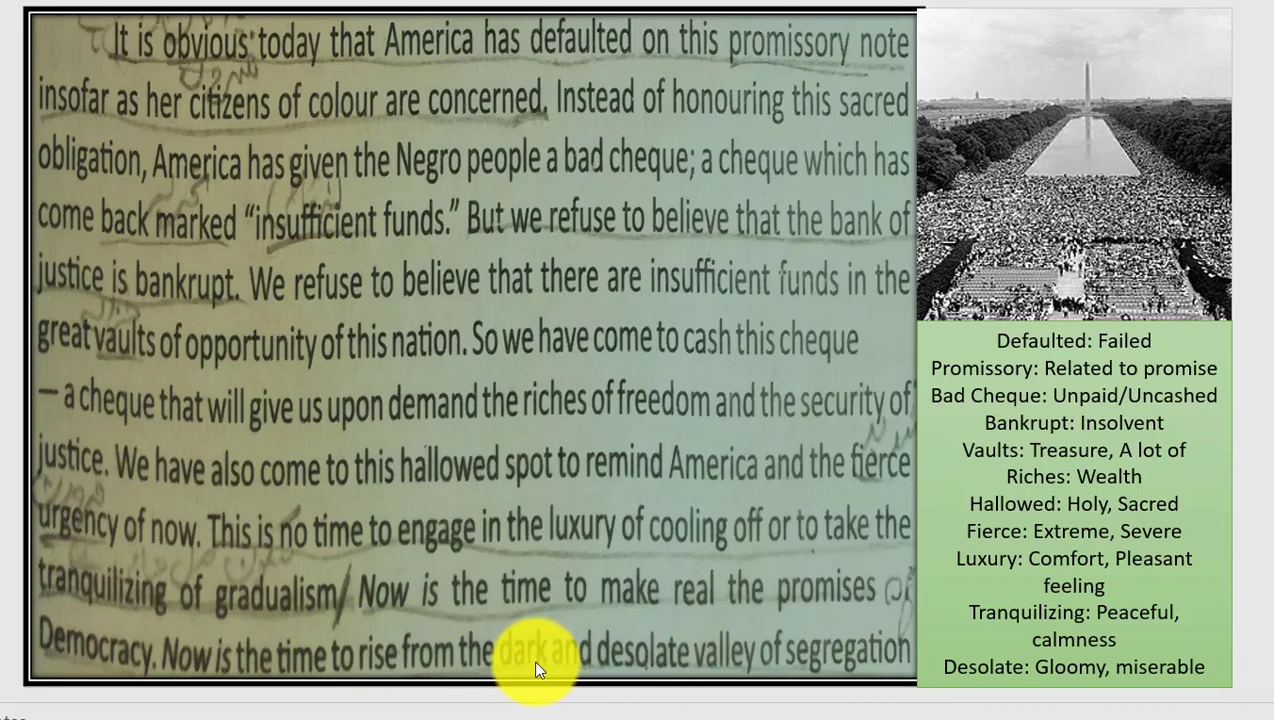 It is obvious today that America has defaulted on this promissory note
insofar as her citizens of colour are concerned. Instead of honouring this sacred
obligation, America has given the Negro people a bad cheque; a cheque which has
come back marked “insufficient funds.” But we refuse to believe that the bank of
justice is bankrupt. We refuse to believe that there are insufficient funds in the
great vaults of opportunity of this nation. So we have come to cash this cheque
— a cheque that will give us upon demand the riches of freedom and the security of
justice. We have also come to this hallowed spot to remind America and the fierce
urgency of now. This is no time to engage in the luxury of cooling off or to take the
tranquilizing of gradualism/ Now is the time to make real the promises of
Democracy. Now is the time to rise from the dark and desolate valley of segregation
Defaulted: Failed
Promissory: Related to promise
Bad Cheque: Unpaid/Uncashed
Bankrupt: Insolvent
Vaults: Treasure, A lot of
Riches: Wealth
Hallowed: Holy, Sacred
Fierce: Extreme, Severe
Luxury: Comfort, Pleasant
feeling
Tranquilizing: Peaceful,
calmness
Desolate: Gloomy, miserable